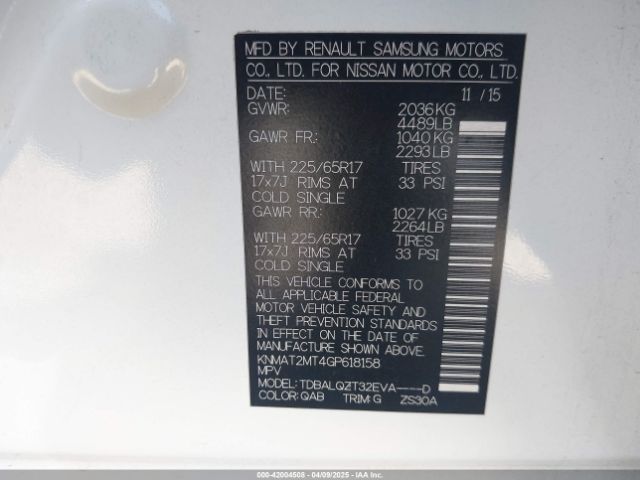 MFD BY RENAULT SAMSUNG MOTORS
CO., LTD. FOR NISSAN MOTOR CO., LTD.
DATE: 11 / 15
GVWR: 2036KG
4489LB
GAWR FR.: 1040 KG
2293 LB
WITH 225/65R17 TIRES
17x7J RIMS AT 33 PSI
COLD SINGLE
GAWR RR.: 1027 KG
2264 LB
WITH 225/65R17 TIRES
17x7J RIMS AT 33 PSI
COLD SINGLE
THIS VEHICLE CONFORMS TO
ALL APPLICABLE FEDERAL
MOTOR VEHICLE SAFETY AND
THEFT PREVENTION STANDARDS
IN EFFECT ON THE DATE OF
MANUFACTURE SHOWN ABOVE.
KNMAT2MT4GP618158
MPV
MODEL: TDBALQZT32EVA----D
COLOR: QAB TRIM: G ZS30A
000-42004508 - 04/09/2025 - IAAI.COM